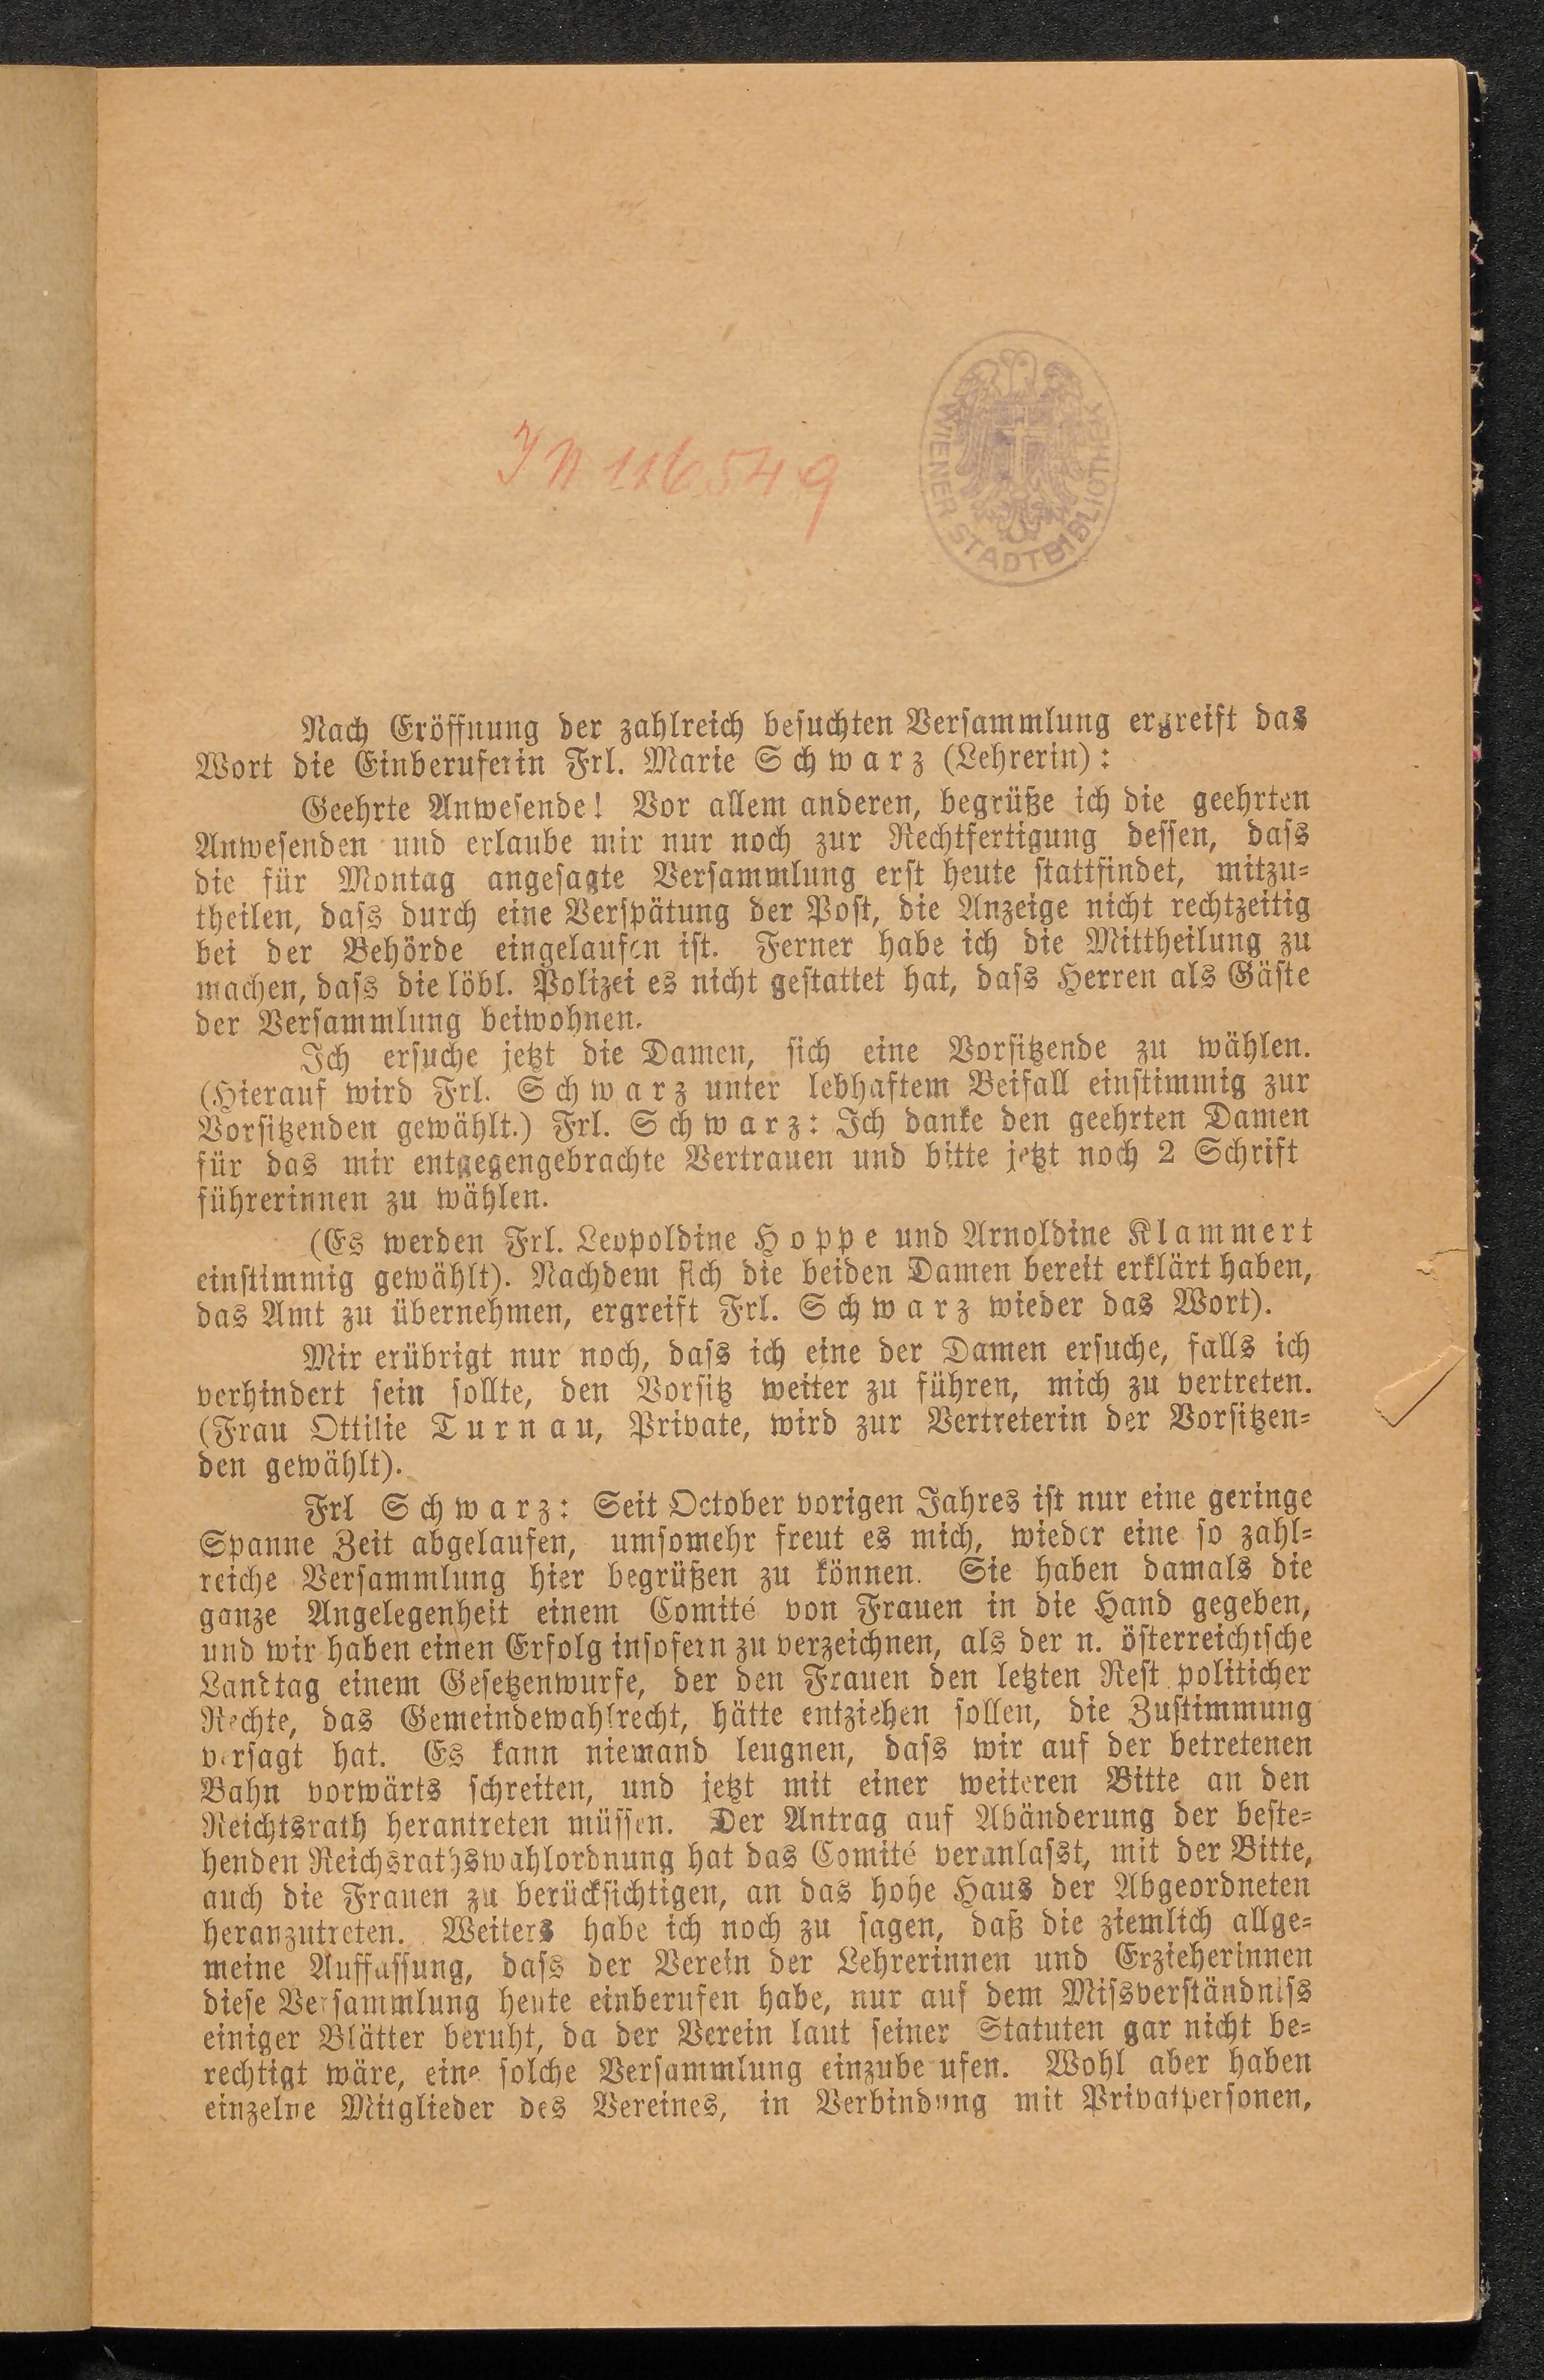 IN 116549
WIENER STADTBIBLIOTHEK
Nach Eröffnung der zahlreich besuchten Versammlung ergreift das
Wort die Einberuferin Frl. Marie Schwarz (Lehrerin):
Geehrte Anwesende! Vor allem anderen, begrüße ich die geehrten
Anwesenden und erlaube mir nur noch zur Rechtfertigung dessen, dass
die für Montag angesagte Versammlung erst heute stattfindet, mitzu-
theilen, dass durch eine Verspätung der Post, die Anzeige nicht rechtzeitig
bei der Behörde eingelaufen ist. Ferner habe ich die Mittheilung zu
machen, dass die löbl. Polizei es nicht gestattet hat, dass Herren als Gäste
der Versammlung beiwohnen.
Ich ersuche jetzt die Damen, sich eine Vorsitzende zu wählen.
(Hierauf wird Frl. Schwarz unter lebhaftem Beifall einstimmig zur
Vorsitzenden gewählt.) Frl. Schwarz: Ich danke den geehrten Damen
für das mir entgegengebrachte Vertrauen und bitte jetzt noch 2 Schrift
führerinnen zu wählen.
(Es werden Frl. Leopoldine Hoppe und Arnoldine Klammert
einstimmig gewählt). Nachdem sich die beiden Damen bereit erklärt haben,
das Amt zu übernehmen, ergreift Frl. Schwarz wieder das Wort).
Mir erübrigt nur noch, dass ich eine der Damen ersuche, falls ich
verhindert sein sollte, den Vorsitz weiter zu führen, mich zu vertreten.
(Frau Ottilie Turnau, Private, wird zur Vertreterin der Vorsitzen-
den gewählt).
Frl Schwarz: Seit October vorigen Jahres ist nur eine geringe
Spanne Zeit abgelaufen, umsomehr freut es mich, wieder eine so zahl-
reiche Versammlung hier begrüßen zu können. Sie haben damals die
ganze Angelegenheit einem Comité von Frauen in die Hand gegeben,
und wir haben einen Erfolg insofern zu verzeichnen, als der n. österreichische
Landtag einem Gesetzenwurfe, der den Frauen den letzten Rest politicher
Rechte, das Gemeindewahlrecht, hätte entziehen sollen, die Zustimmung
versagt hat. Es kann niemand leugnen, dass wir auf der betretenen
Bahn vorwärts schreiten, und jetzt mit einer weiteren Bitte an den
Reichtsrath herantreten müssen. Der Antrag auf Abänderung der beste-
henden Reichsrathswahlordnung hat das Comité veranlasst, mit der Bitte,
auch die Frauen zu berücksichtigen, an das hohe Haus der Abgeordneten
heranzutreten. Weiters habe ich noch zu sagen, daß die ziemlich allge-
meine Auffassung, dass der Verein der Lehrerinnen und Erzieherinnen
diese Versammlung heute einberufen habe, nur auf dem Missverständniss
einiger Blätter beruht, da der Verein laut seiner Statuten gar nicht be-
rechtigt wäre, eine solche Versammlung einzuberufen. Wohl aber haben
einzelne Mitglieder des Vereines, in Verbindung mit Privatpersonen,